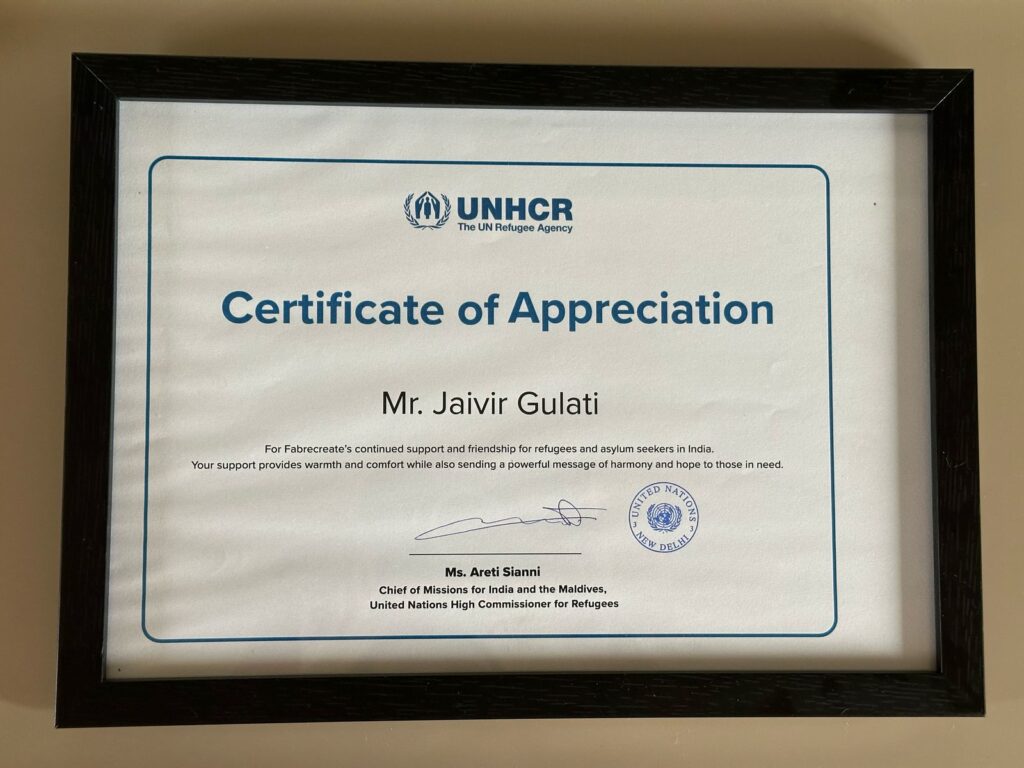 UNHCR
The UN Refugee Agency
Certificate of Appreciation
Mr. Jaivir Gulati
For Fabrecreate's continued support and friendship for refugees and asylum seekers in India.
Your support provides warmth and comfort while also sending a powerful message of harmony and hope to those in need.
UNITED NATIONS
3 3
NEW DELHI
Ms. Areti Sianni
Chief of Missions for India and the Maldives,
United Nations High Commissioner for Refugees